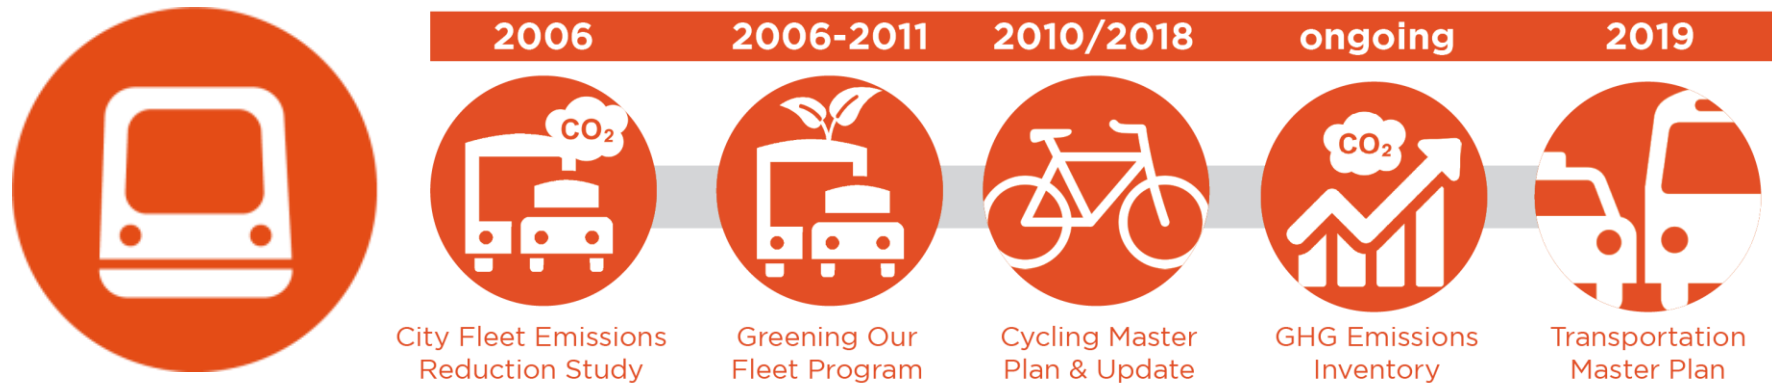 2006
2006-2011
2010/2018
ongoing
2019
CO₂
CO₂
City Fleet Emissions
Reduction Study
Greening Our
Fleet Program
Cycling Master
Plan & Update
GHG Emissions
Inventory
Transportation
Master Plan